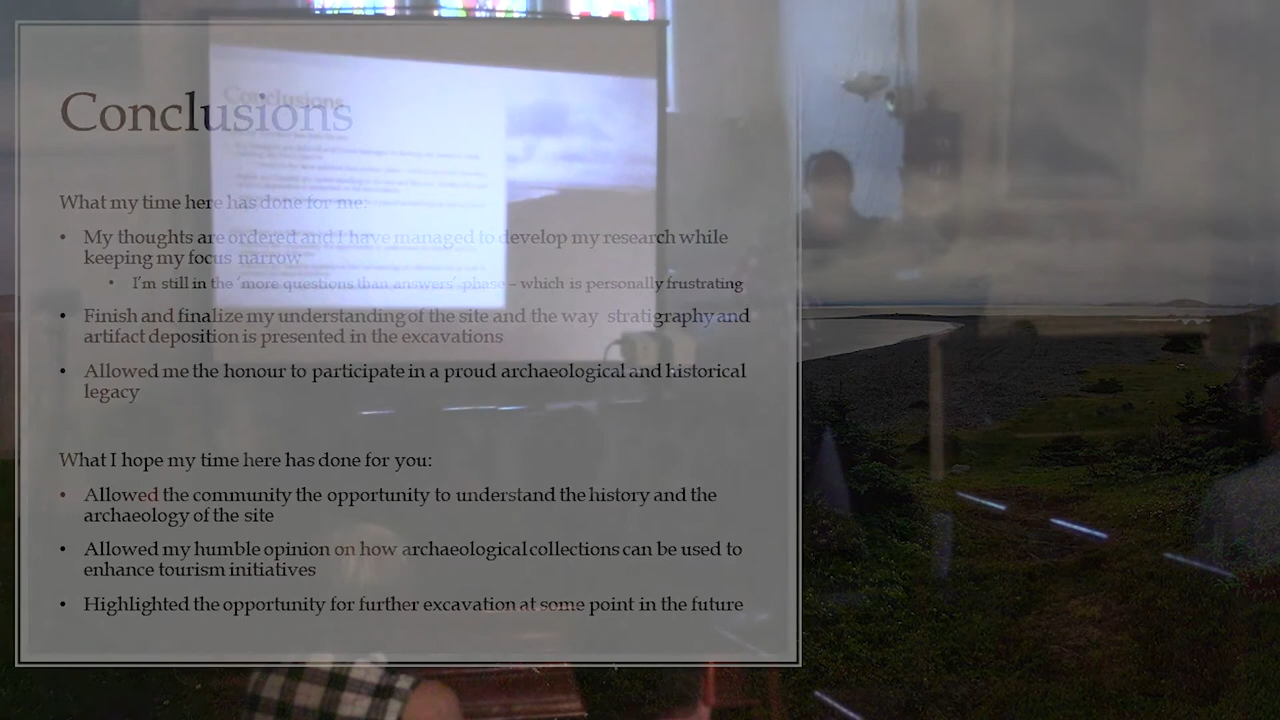 Conclusions
What my time here has done for me:
• My thoughts are ordered and I have managed to develop my research while
keeping my focus narrow
• I'm still in the 'more questions than answers' phase – which is personally frustrating
• Finish and finalize my understanding of the site and the way stratigraphy and
artifact deposition is presented in the excavations
• Allowed me the honour to participate in a proud archaeological and historical
legacy
What I hope my time here has done for you:
• Allowed the community the opportunity to understand the history and the
archaeology of the site
• Allowed my humble opinion on how archaeological collections can be used to
enhance tourism initiatives
• Highlighted the opportunity for further excavation at some point in the future
Conclusions